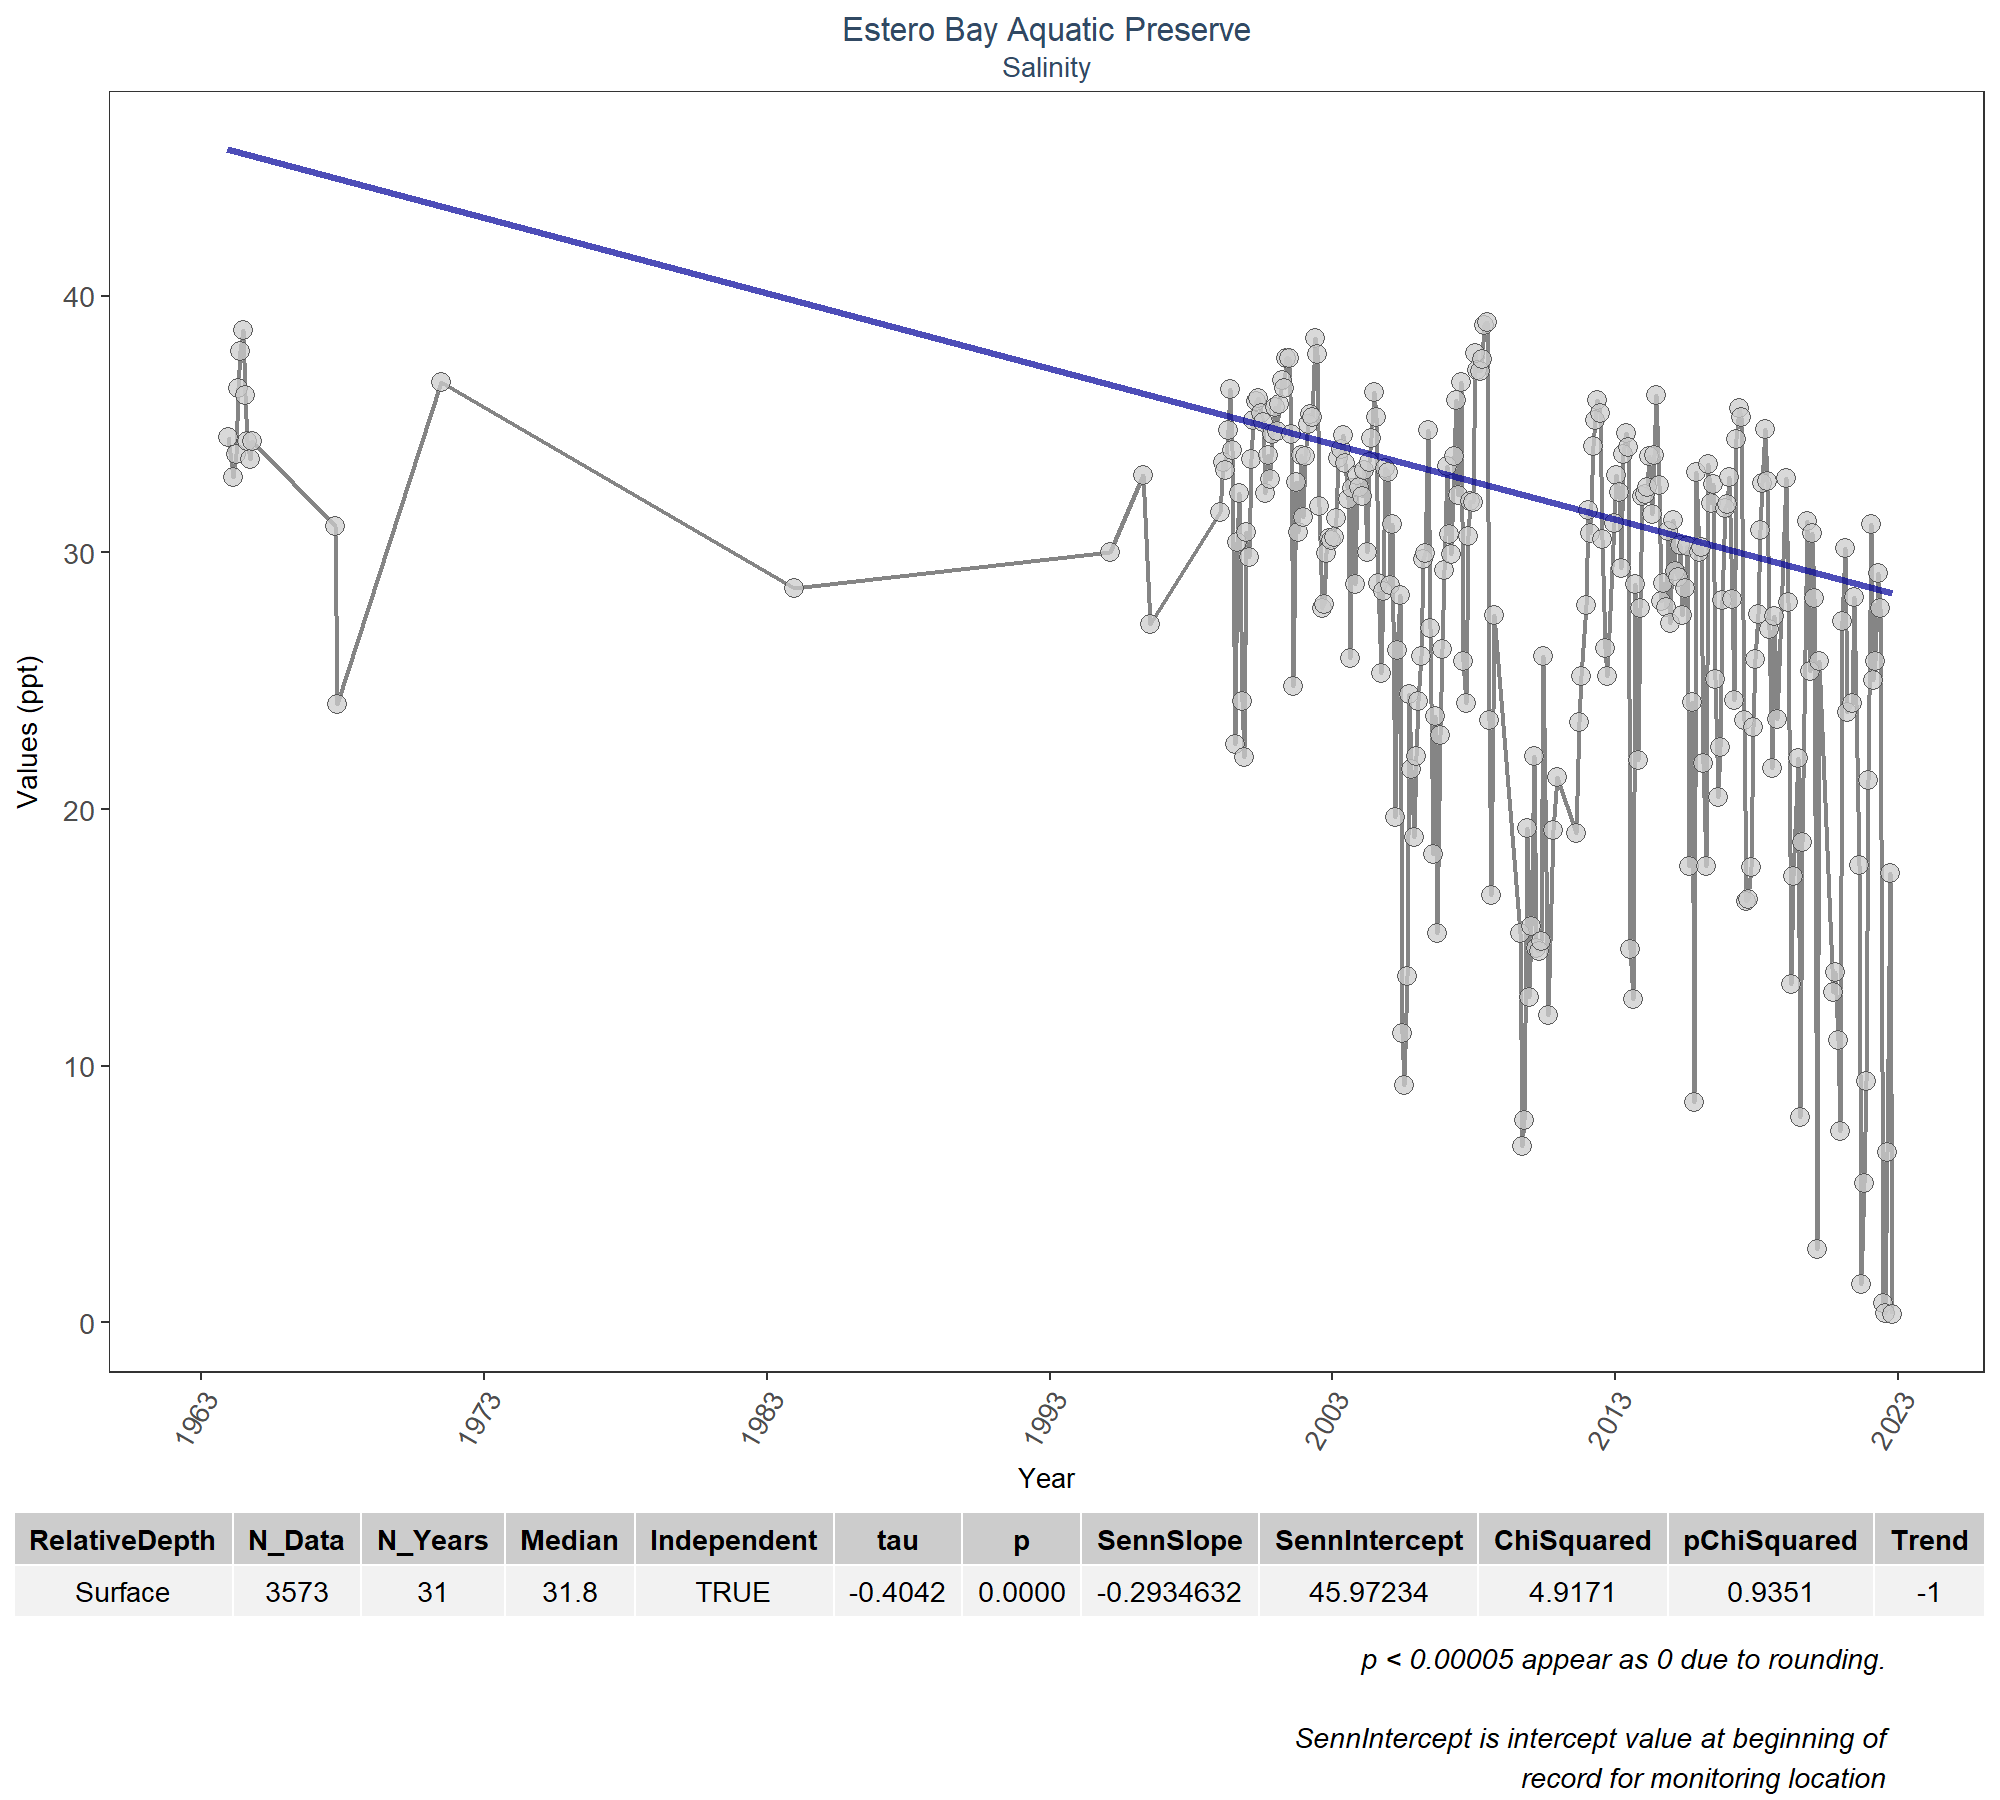 Estero Bay Aquatic Preserve
Salinity
Values (ppt)
40
30
20
10
0
1963 1973 1983 1993 2003 2013 2023
Year
RelativeDepth N_Data N_Years Median Independent tau p SennSlope SennIntercept ChiSquared pChiSquared Trend
Surface 3573 31 31.8 TRUE -0.4042 0.0000 -0.2934632 45.97234 4.9171 0.9351 -1
p < 0.00005 appear as 0 due to rounding.
SennIntercept is intercept value at beginning of
record for monitoring location